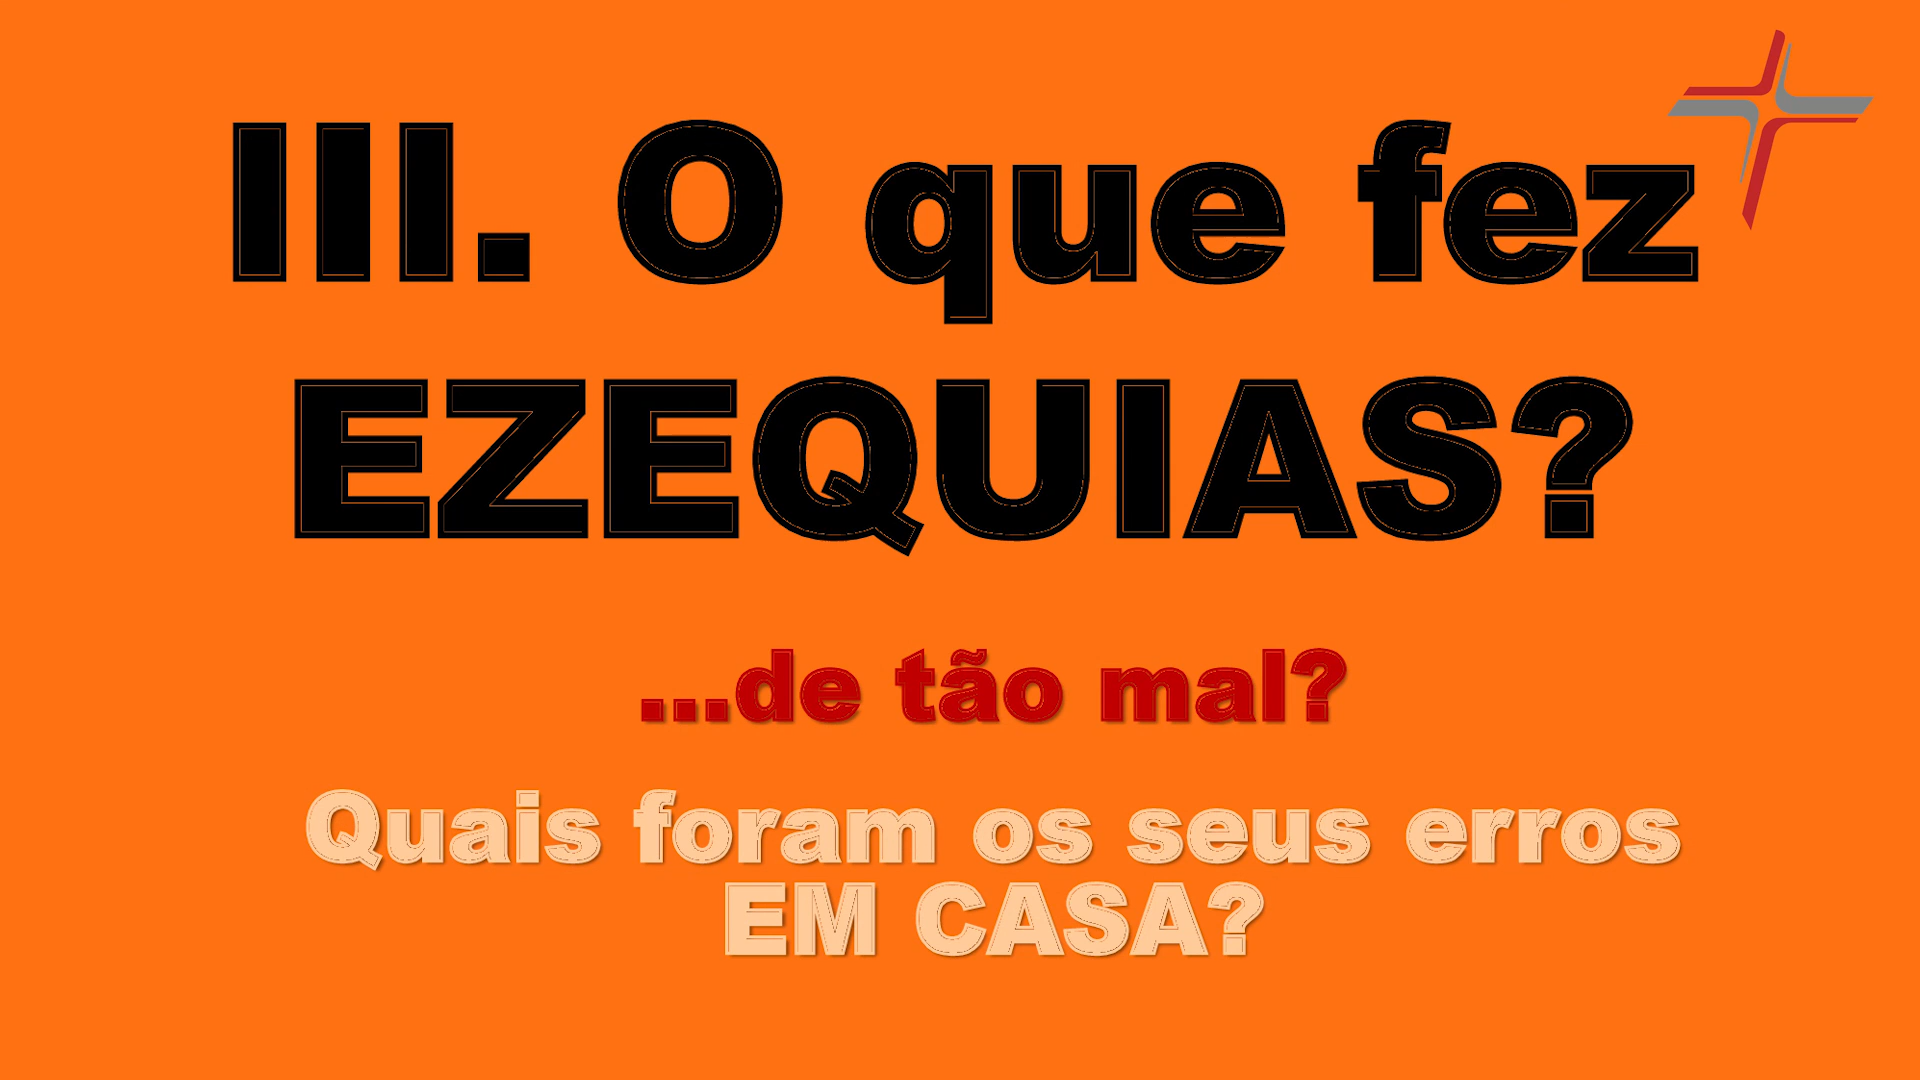 III. O que fez
EZEQUIAS?
...de tão mal?
Quais foram os seus erros
EM CASA?